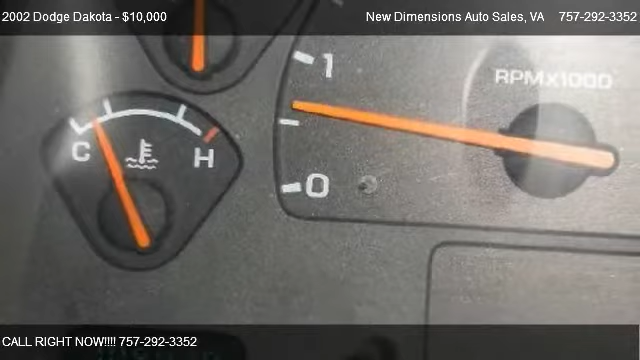 2002 Dodge Dakota - $10,000
New Dimensions Auto Sales, VA 757-292-3352
1
RPMX1000
C
H
0
CALL RIGHT NOW!!!! 757-292-3352